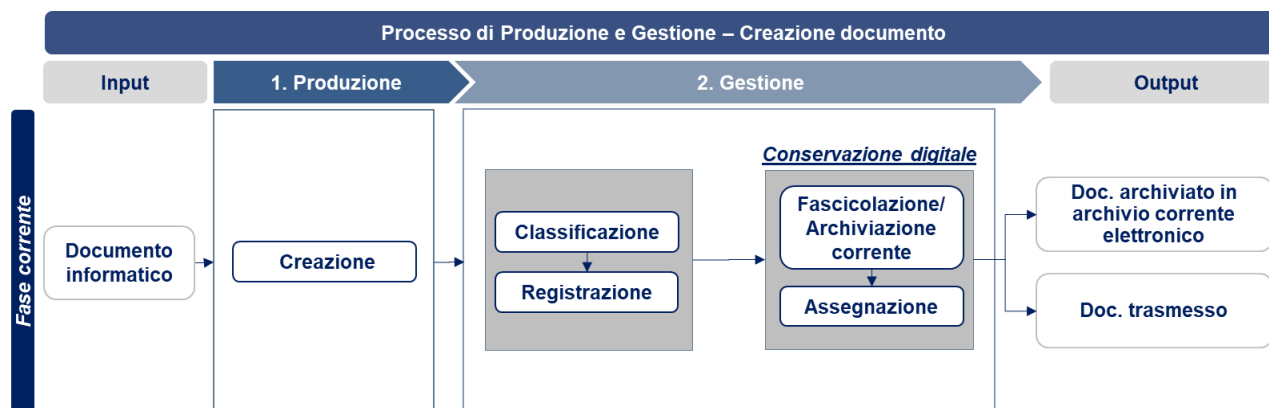 Processo di Produzione e Gestione – Creazione documento
Input
1. Produzione
2. Gestione
Output
Fase corrente
Documento
informatico
Creazione
Classificazione
Registrazione
Conservazione digitale
Fascicolazione/
Archiviazione
corrente
Assegnazione
Doc. archiviato in
archivio corrente
elettronico
Doc. trasmesso